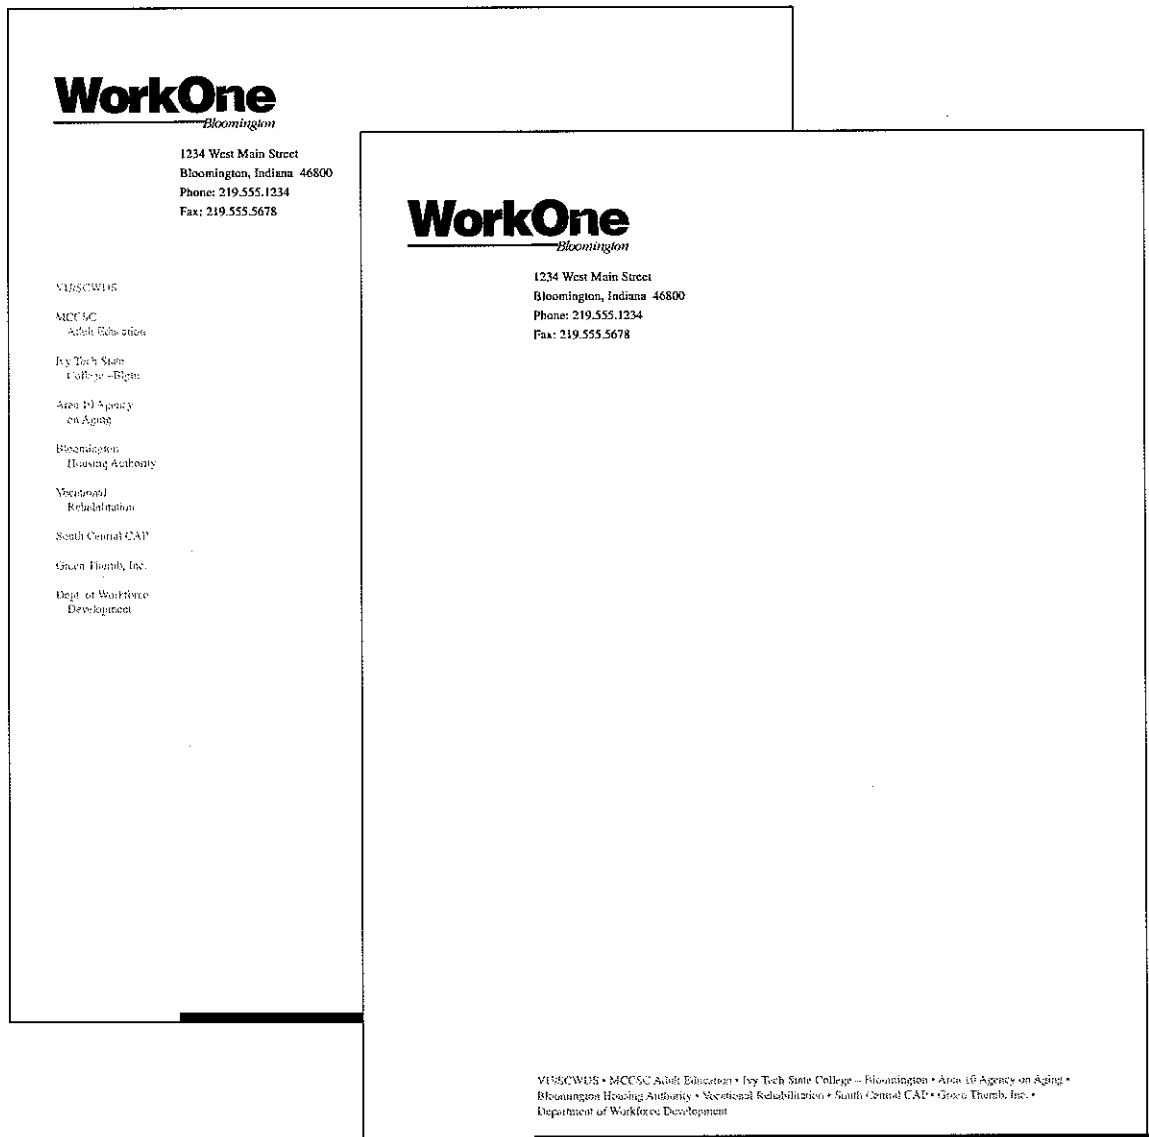 WorkOne
Bloomington
1234 West Main Street
Bloomington, Indiana 46800
Phone: 219.555.1234
Fax: 219.555.5678
MCCSC
Adult Education
Ivy Tech State
College –Blgtn
Area 10 Agency
on Aging
Bloomington
Housing Authority
Vocational
Rehabilitation
South Central CAP
Green Thumb, Inc.
Dept. of Workforce
Development
WorkOne
Bloomington
1234 West Main Street
Bloomington, Indiana 46800
Phone: 219.555.1234
Fax: 219.555.5678
• MCCSC Adult Education • Ivy Tech State College – Bloomington • Area 10 Agency on Aging •
Bloomington Housing Authority • Vocational Rehabilitation • South Central CAP • Green Thumb, Inc. •
Department of Workforce Development